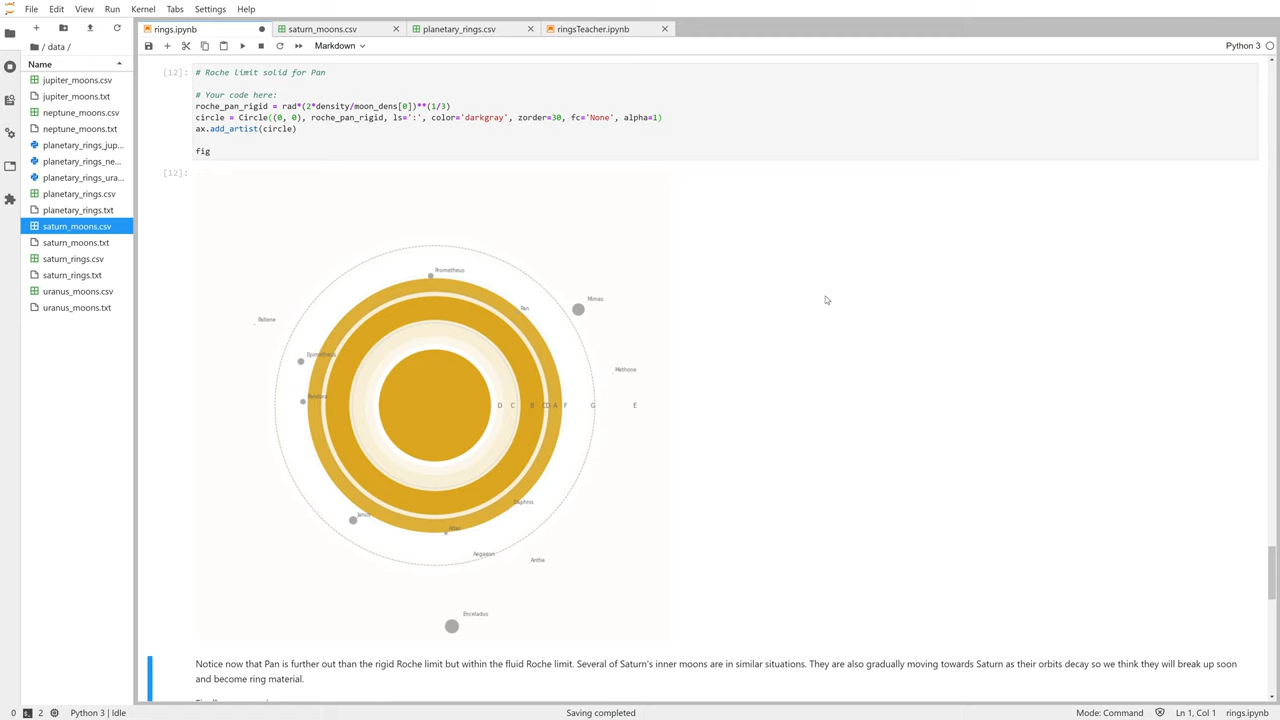 File Edit View Run Kernel Tabs Settings Help
rings.ipynb
saturn_moons.csv
planetary_rings.csv
ringsTeacher.ipynb
/ data /
Markdown
Python 3
Name
jupiter_moons.csv
jupiter_moons.txt
neptune_moons.csv
neptune_moons.txt
planetary_rings_jup...
planetary_rings_ne...
planetary_rings_ura...
planetary_rings.csv
planetary_rings.txt
saturn_moons.csv
saturn_moons.txt
saturn_rings.csv
saturn_rings.txt
uranus_moons.csv
uranus_moons.txt
[12]:
# Roche limit solid for Pan
# Your code here:
roche_pan_rigid = rad*(2*density/moon_dens[0])**(1/3)
circle = Circle((0, 0), roche_pan_rigid, ls=':', color='darkgray', zorder=30, fc='None', alpha=1)
ax.add_artist(circle)
fig
[12]:
Prometheus
Mimas
Pan
Pallene
Epimetheus
Methone
Pandora
D C B CD A F G E
Daphnis
Janus
Atlas
Aegaeon
Anthe
Enceladus
Notice now that Pan is further out than the rigid Roche limit but within the fluid Roche limit. Several of Saturn's inner moons are in similar situations. They are also gradually moving towards Saturn as their orbits decay so we think they will break up soon
and become ring material.
0 2 Python 3 | Idle
Saving completed
Mode: Command
Ln 1, Col 1
rings.ipynb